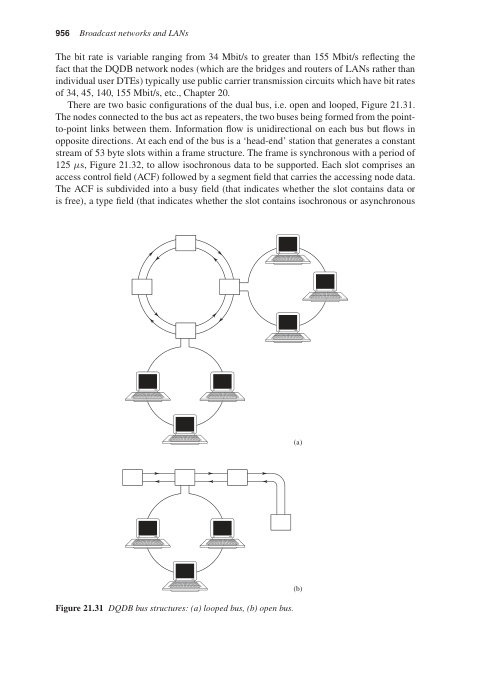 956 Broadcast networks and LANs
The bit rate is variable ranging from 34 Mbit/s to greater than 155 Mbit/s reflecting the
fact that the DQDB network nodes (which are the bridges and routers of LANs rather than
individual user DTEs) typically use public carrier transmission circuits which have bit rates
of 34, 45, 140, 155 Mbit/s, etc., Chapter 20.
There are two basic configurations of the dual bus, i.e. open and looped, Figure 21.31.
The nodes connected to the bus act as repeaters, the two buses being formed from the point-
to-point links between them. Information flow is unidirectional on each bus but flows in
opposite directions. At each end of the bus is a ‘head-end’ station that generates a constant
stream of 53 byte slots within a frame structure. The frame is synchronous with a period of
125 μs, Figure 21.32, to allow isochronous data to be supported. Each slot comprises an
access control field (ACF) followed by a segment field that carries the accessing node data.
The ACF is subdivided into a busy field (that indicates whether the slot contains data or
is free), a type field (that indicates whether the slot contains isochronous or asynchronous
(a)
(b)
Figure 21.31 DQDB bus structures: (a) looped bus, (b) open bus.